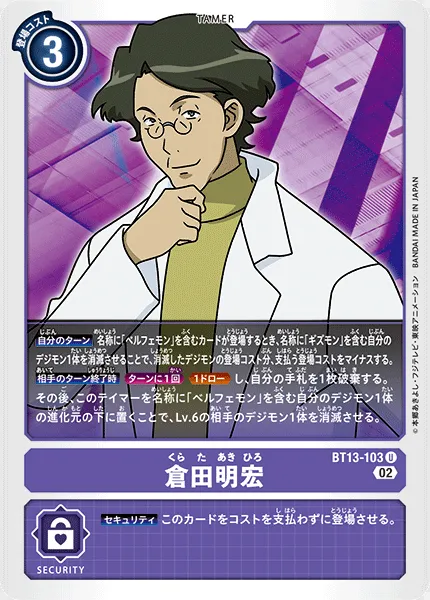 TAMER
登場コスト
3
自分のターン 名称に「ベルフェモン」を含むカードが登場するとき、名称に「ギズモン」を含む自分の
デジモン1体を消滅させることで、消滅したデジモンの登場コスト分、支払う登場コストをマイナスする。
相手のターン終了時 ターンに1回 1ドロー し、自分の手札を1枚破棄する。
その後、このテイマーを名称に「ベルフェモン」を含む自分のデジモン1体
の進化元の下に置くことで、Lv.6の相手のデジモン1体を消滅させる。
©本郷あきよし・フジテレビ・東映アニメーション BANDAI MADE IN JAPAN
くらたあきひろ
倉田明宏
BT13-103 U
02
セキュリティ このカードをコストを支払わずに登場させる。
SECURITY